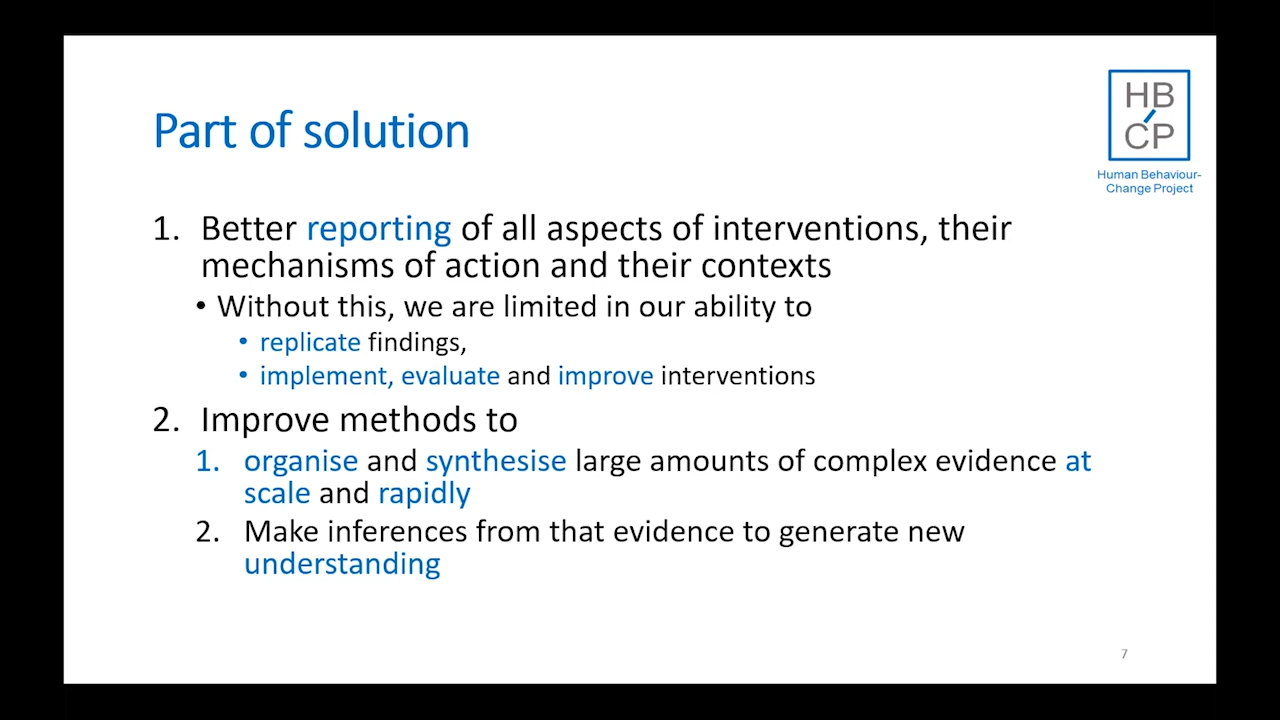 Part of solution
HB
CP
Human Behaviour-
Change Project
1. Better reporting of all aspects of interventions, their
mechanisms of action and their contexts
• Without this, we are limited in our ability to
• replicate findings,
• implement, evaluate and improve interventions
2. Improve methods to
1. organise and synthesise large amounts of complex evidence at
scale and rapidly
2. Make inferences from that evidence to generate new
understanding
7